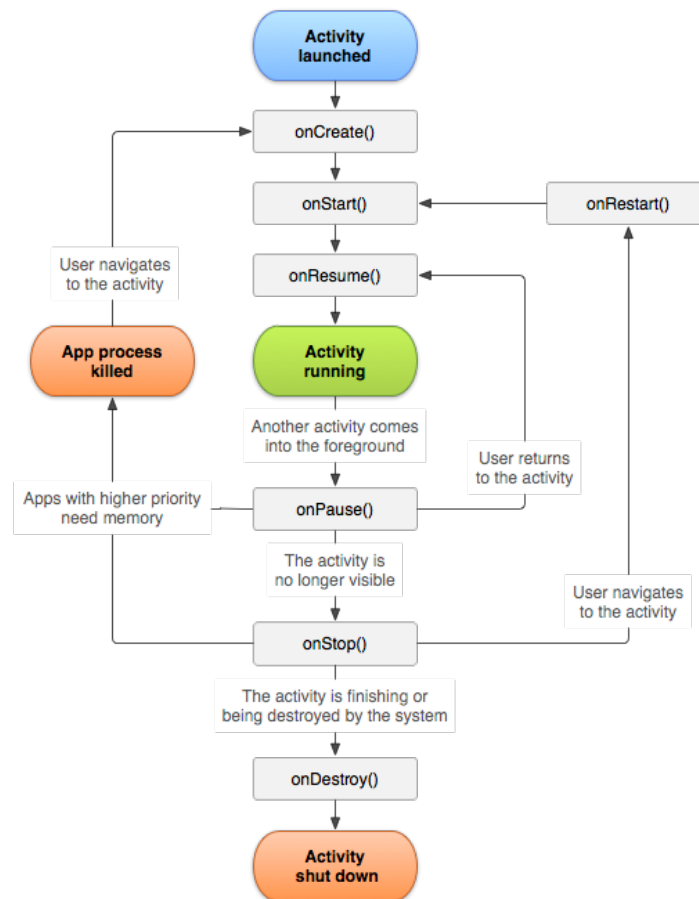 Activity
launched
onCreate()
onStart()
onRestart()
User navigates
to the activity
onResume()
App process
killed
Activity
running
Another activity comes
into the foreground
User returns
to the activity
Apps with higher priority
need memory
onPause()
The activity is
no longer visible
User navigates
to the activity
onStop()
The activity is finishing or
being destroyed by the system
onDestroy()
Activity
shut down